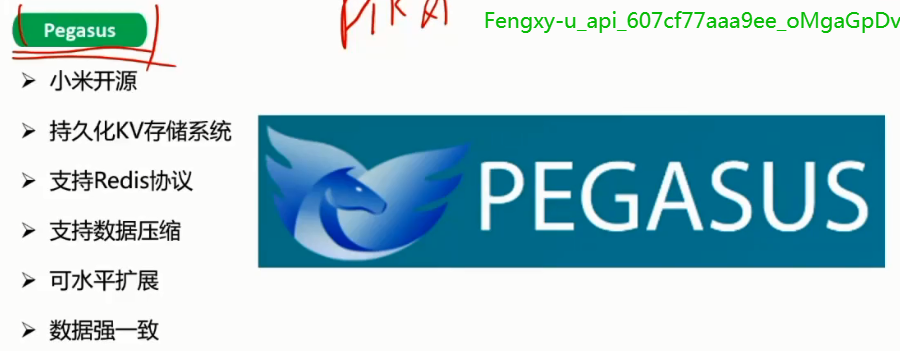 Pegasus
Fengxy-u_api_607cf77aaa9ee_oMgaGpDv
小米开源
持久化KV存储系统
支持Redis协议
支持数据压缩
可水平扩展
数据强一致
PEGASUS